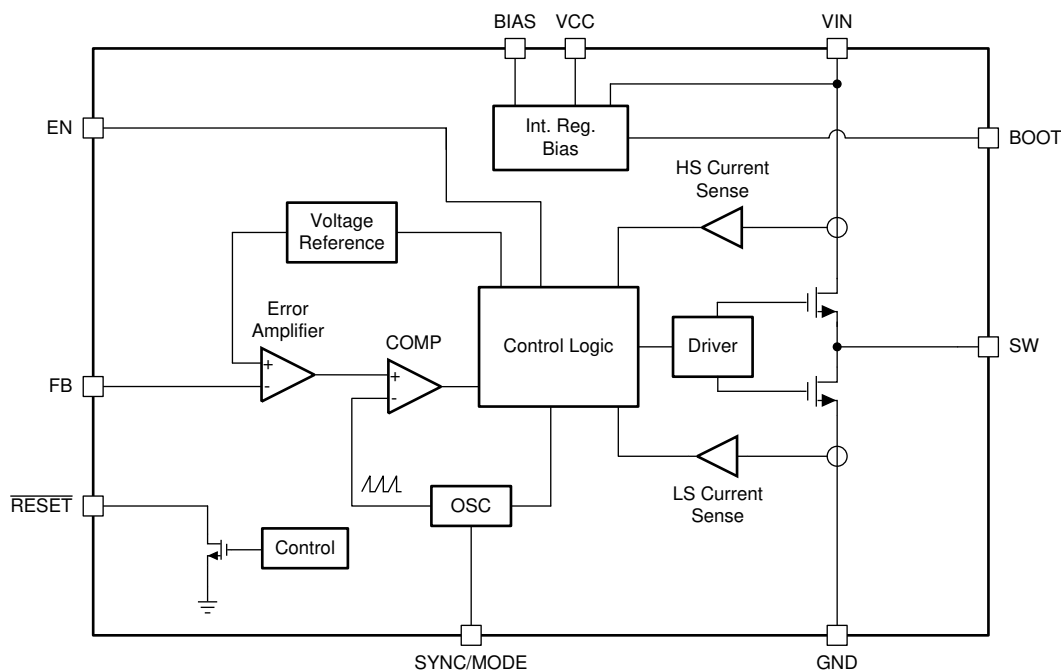 BIAS VCC VIN
EN
Int. Reg.
Bias
BOOT
HS Current
Sense
Voltage
Reference
Error
Amplifier
COMP
Control Logic
Driver
SW
+
-
+
-
FB
LS Current
Sense
RESET
OSC
Control
SYNC/MODE
GND